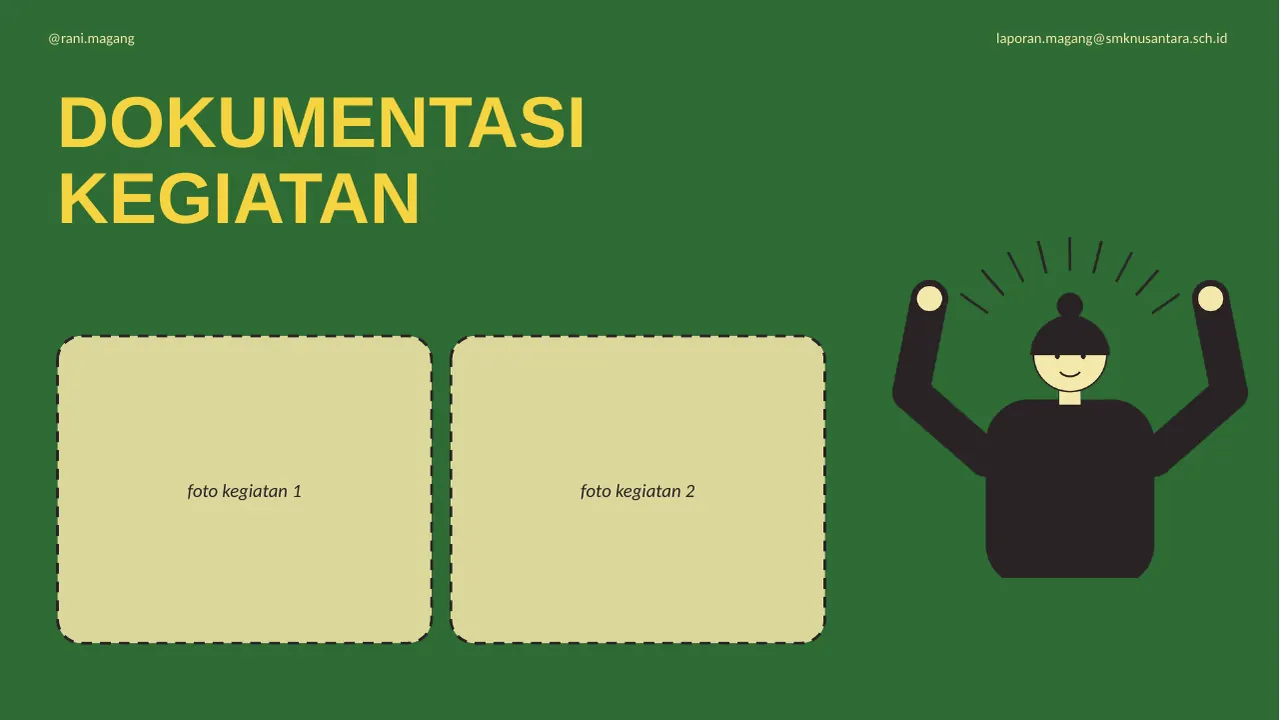 @rani.magang
laporan.magang@smknusantara.sch.id
DOKUMENTASI
KEGIATAN
foto kegiatan 1
foto kegiatan 2